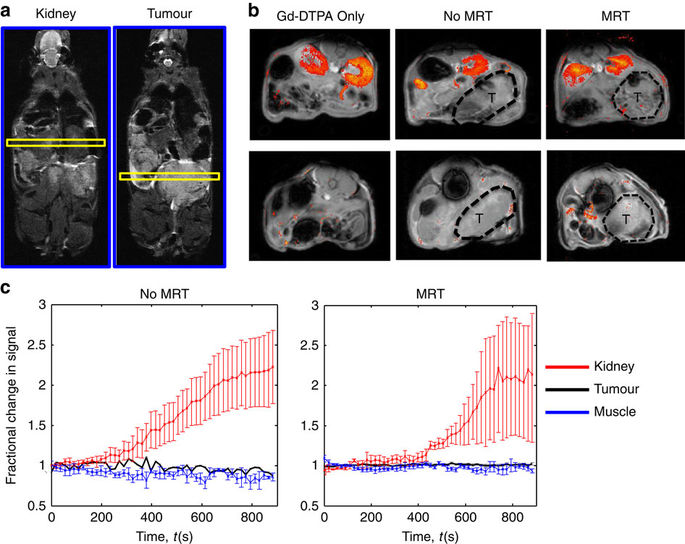 a
Kidney
Tumour
b
Gd-DTPA Only
No MRT
MRT
T
T
T
T
c
No MRT
MRT
Fractional change in signal
3
2.5
2
1.5
1
0.5
0
200
400
600
800
Time, t(s)
3
2.5
2
1.5
1
0.5
0
200
400
600
800
Time, t(s)
Kidney
Tumour
Muscle